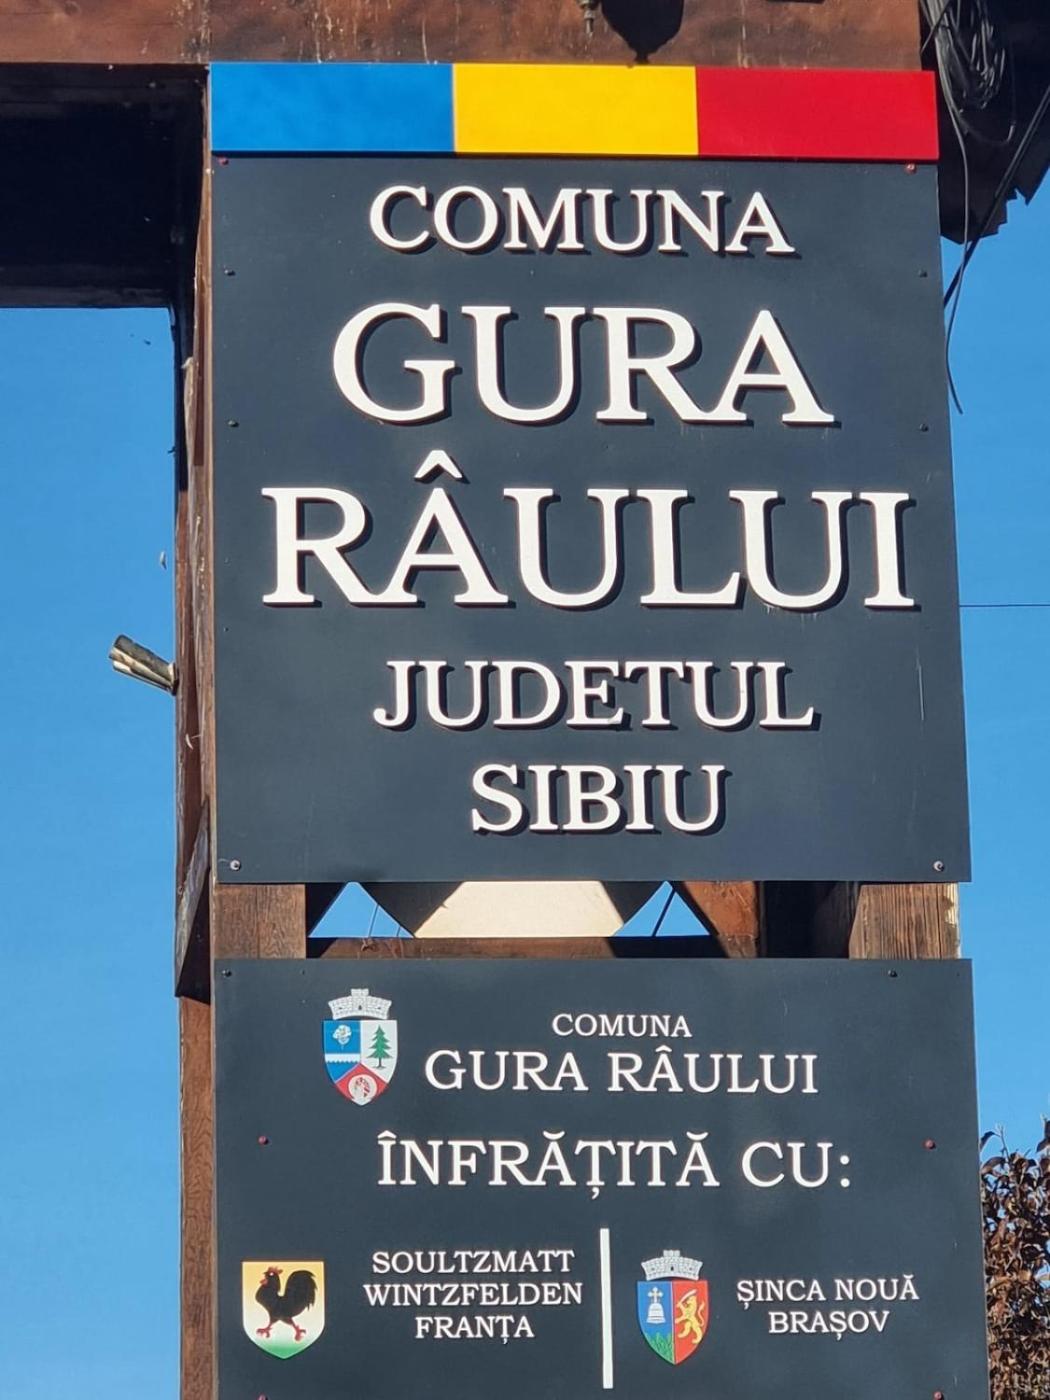 COMUNA
GURA
RÂULUI
JUDETUL
SIBIU
COMUNA
GURA RÂULUI
ÎNFRĂȚITĂ CU:
SOULTZMATT
WINTZFELDEN
FRANȚA
ȘINCA NOUĂ
BRAȘOV